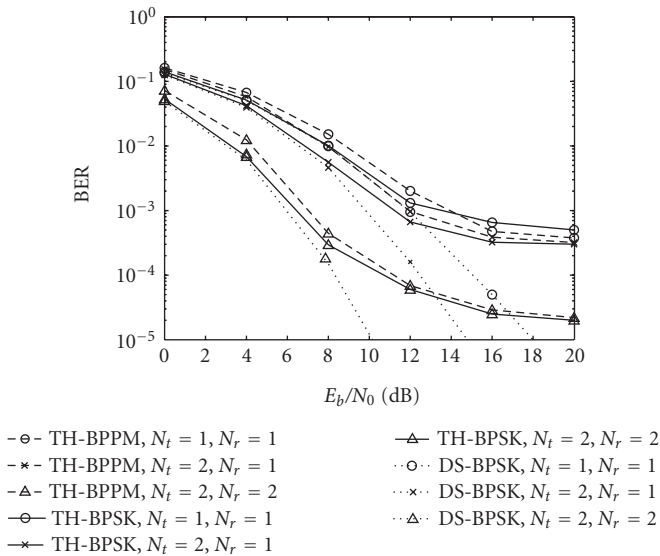 10⁰
10⁻¹
10⁻²
10⁻³
10⁻⁴
10⁻⁵
BER
0 2 4 6 8 10 12 14 16 18 20
E_b/N_0 (dB)
TH-BPPM, N_t = 1, N_r = 1
TH-BPPM, N_t = 2, N_r = 1
TH-BPPM, N_t = 2, N_r = 2
TH-BPSK, N_t = 1, N_r = 1
TH-BPSK, N_t = 2, N_r = 1
TH-BPSK, N_t = 2, N_r = 2
DS-BPSK, N_t = 1, N_r = 1
DS-BPSK, N_t = 2, N_r = 1
DS-BPSK, N_t = 2, N_r = 2